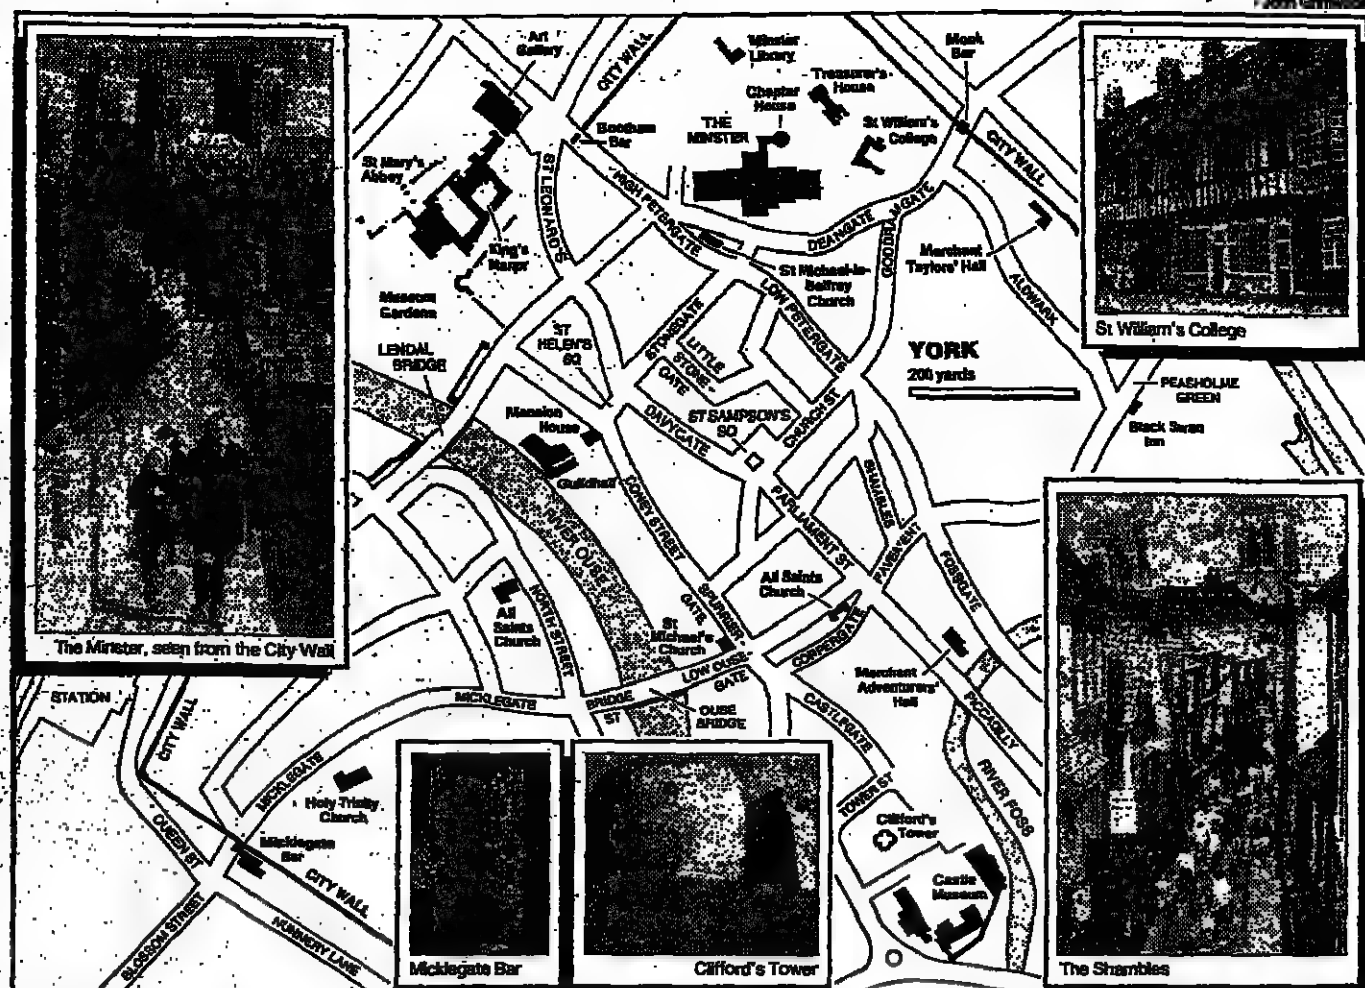 Art
Gallery
CITY WALL
Minster
Library
Monk
Bar
Treasurer's
House
Chapter
House
THE
MINSTER
St William's
College
Bootham
Bar
CITY WALL
St Mary's
Abbey
ST LEONARD'S
HIGH PETERGATE
DEANGATE
GOODRAMGATE
King's
Manor
Merchant
Taylors' Hall
St Michael-le-
Belfrey
Church
ALDWARK
St William's College
Museum
Gardens
LENDAL
BRIDGE
ST
HELEN'S
SQ
STONEGATE
LITTLE
STONE-
GATE
LOW PETERGATE
YORK
200 yards
PEASHOLME
GREEN
Black Swan
Inn
Mansion
House
Guildhall
DAVYGATE
ST SAMPSON'S
SQ
CHURCH ST
CONEY STREET
SHAMBLES
RIVER OUSE
PARLIAMENT ST
PAVEMENT
FOSSGATE
All Saints
Church
All
Saints
Church
NORTH STREET
SPURRIER
GATE
St
Michael's
Church
COPPERGATE
LOW OUSE-
GATE
Merchant
Adventurers'
Hall
The Minster, seen from the City Wall
STATION
CITY WALL
MICKLEGATE
BRIDGE
ST
OUSE
BRIDGE
CASTLEGATE
PICCADILLY
RIVER FOSS
MICKLEGATE
Holy Trinity
Church
TOWER ST
Clifford's
Tower
QUEEN ST
Micklegate
Bar
CITY WALL
Castle
Museum
BLOSSOM STREET
NUNNERY LANE
Micklegate Bar
Clifford's Tower
The Shambles